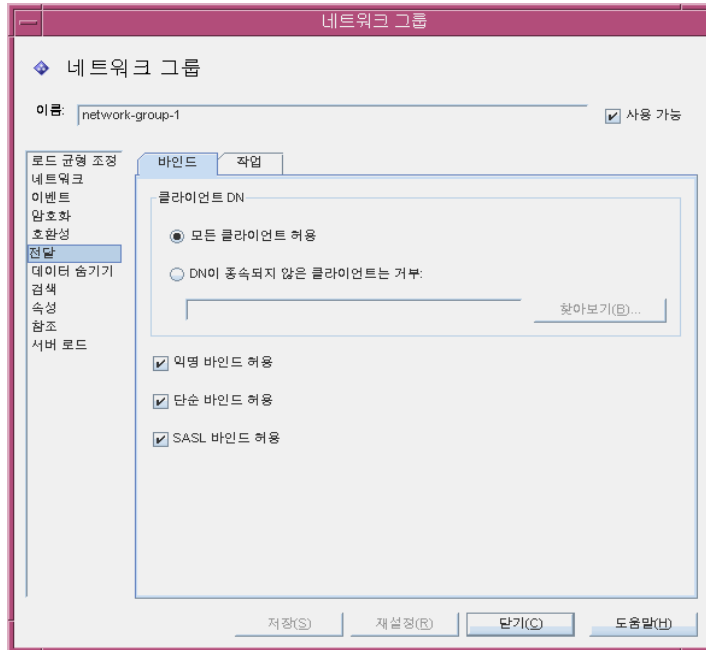 네트워크 그룹
네트워크 그룹
이름: network-group-1
사용 가능
로드 균형 조정
네트워크
이벤트
암호화
호환성
전달
데이터 숨기기
검색
속성
참조
서버 로드
바인드 작업
클라이언트 DN
모든 클라이언트 허용
DN이 종속되지 않은 클라이언트는 거부:
찾아보기(B)...
익명 바인드 허용
단순 바인드 허용
SASL 바인드 허용
저장(S) 재설정(R) 닫기(C) 도움말(H)